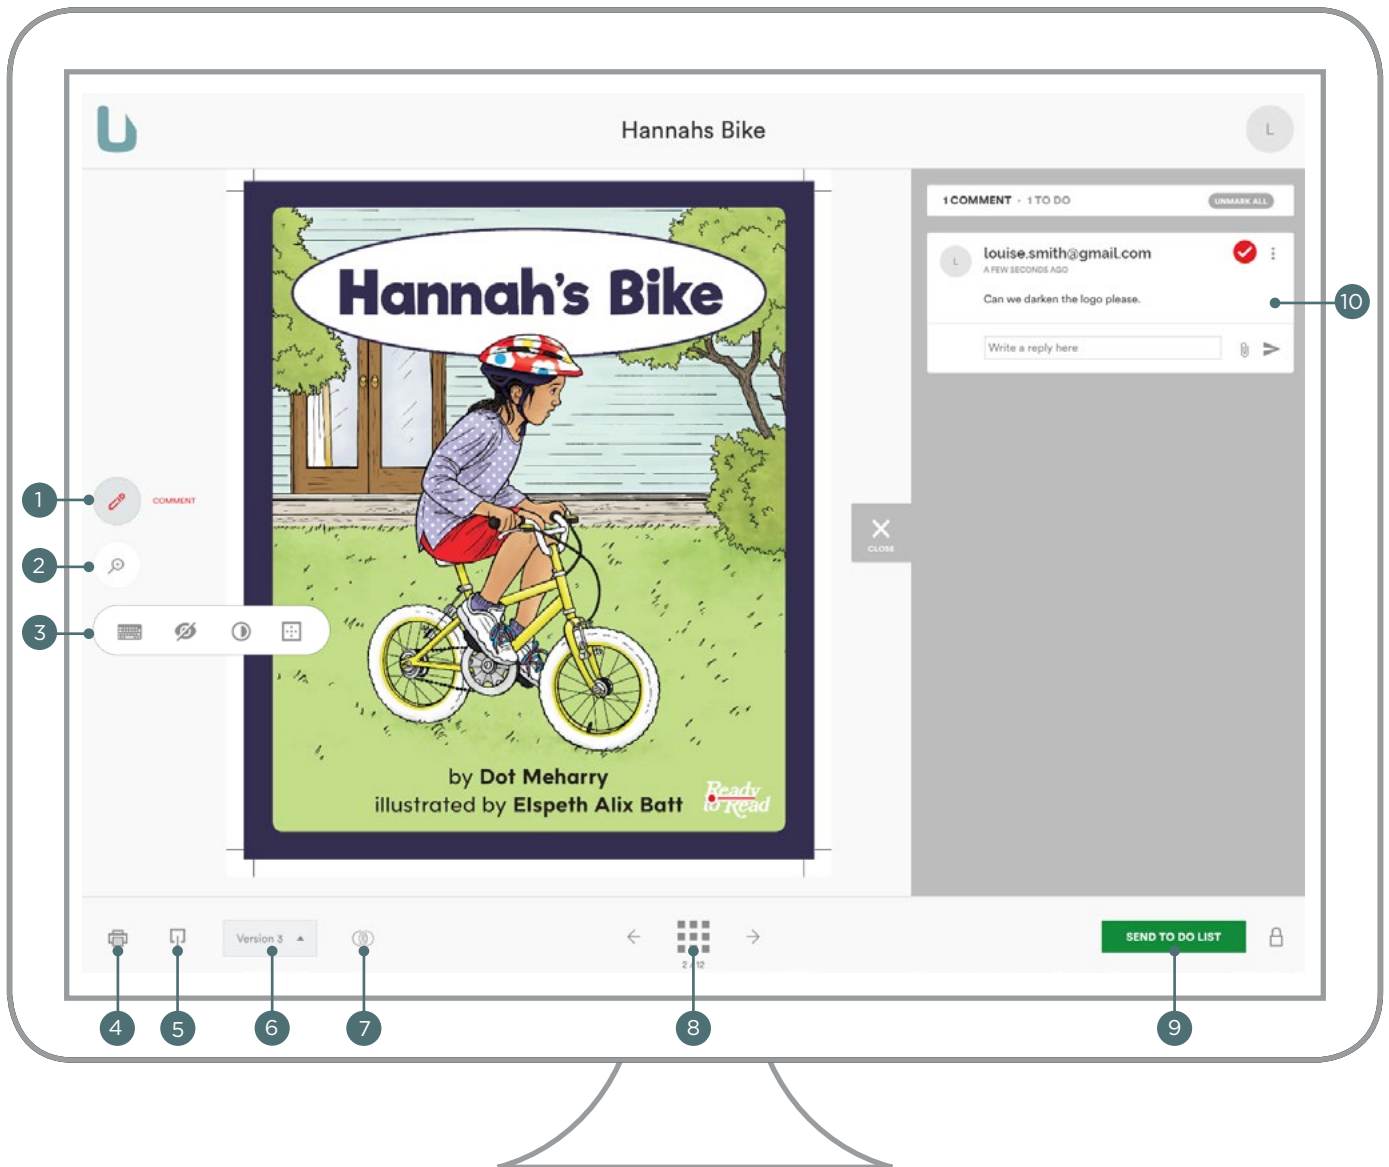 Hannahs Bike
L
1 COMMENT · 1 TO DO
UNMARK ALL
L
louise.smith@gmail.com
A FEW SECONDS AGO
Can we darken the logo please.
Write a reply here
10
Hannah's Bike
1
COMMENT
2
3
CLOSE
by Dot Meharry
illustrated by Elspeth Alix Batt
Ready
to Read
Version 3
2 / 12
SEND TO DO LIST
4
5
6
7
8
9